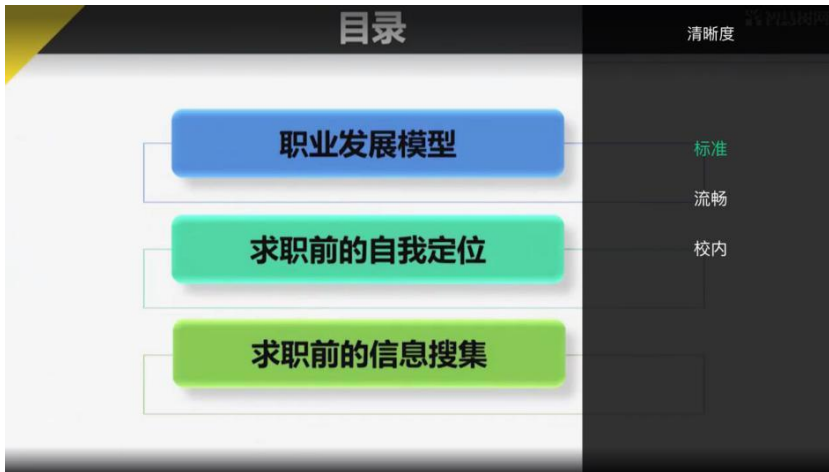 目录
清晰度
职业发展模型
标准
流畅
求职前的自我定位
校内
求职前的信息搜集